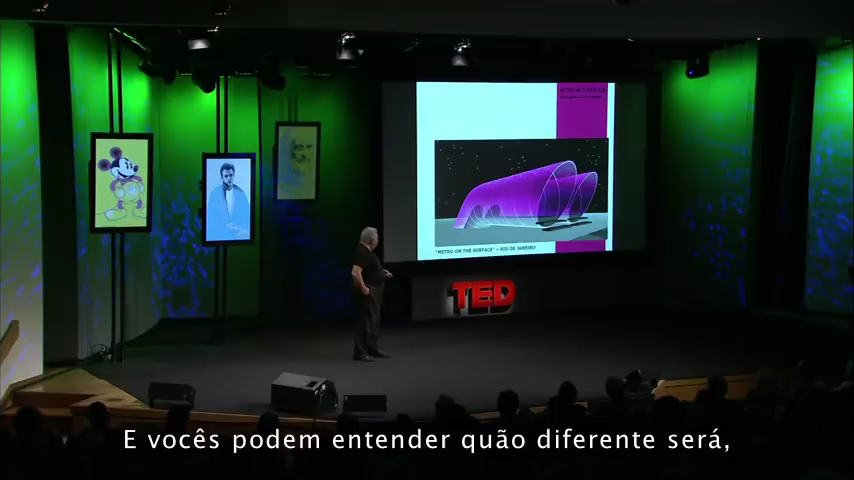 "METRO ON THE SURFACE" – RIO DE JANEIRO
TED
E vocês podem entender quão diferente será,